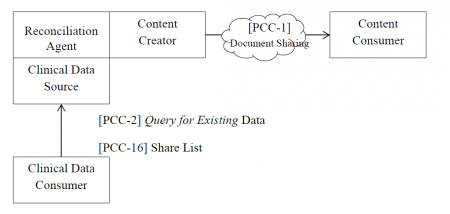 Reconciliation
Agent
Content
Creator
[PCC-1]
Document Sharing
Content
Consumer
Clinical Data
Source
[PCC-2] Query for Existing Data
[PCC-16] Share List
Clinical Data
Consumer